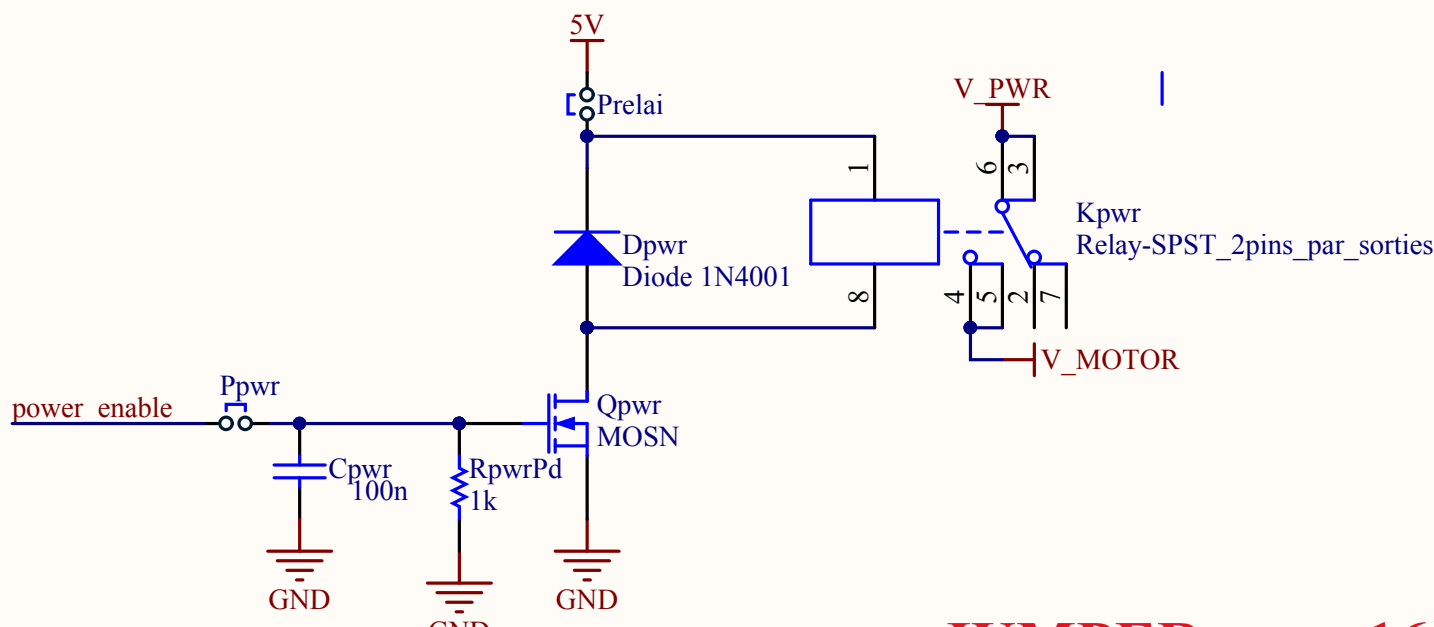 5V
Prelai
V_PWR
1
6
3
Kpwr
Relay-SPST_2pins_par_sorties
Dpwr
Diode 1N4001
8
4
5
2
7
V_MOTOR
Ppwr
power_enable
Qpwr
MOSN
Cpwr
100n
RpwrPd
1k
GND
GND
GND